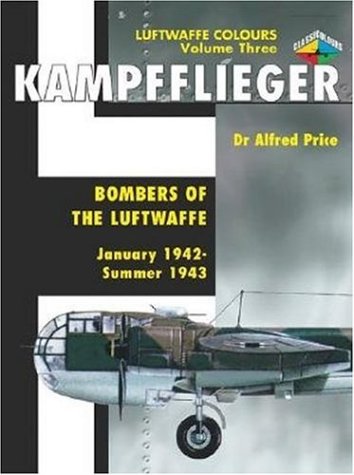 LUFTWAFFE COLOURS
Volume Three
CLASSIC COLOURS
KAMPFFLIEGER
Dr Alfred Price
BOMBERS OF
THE LUFTWAFFE
January 1942-
Summer 1943